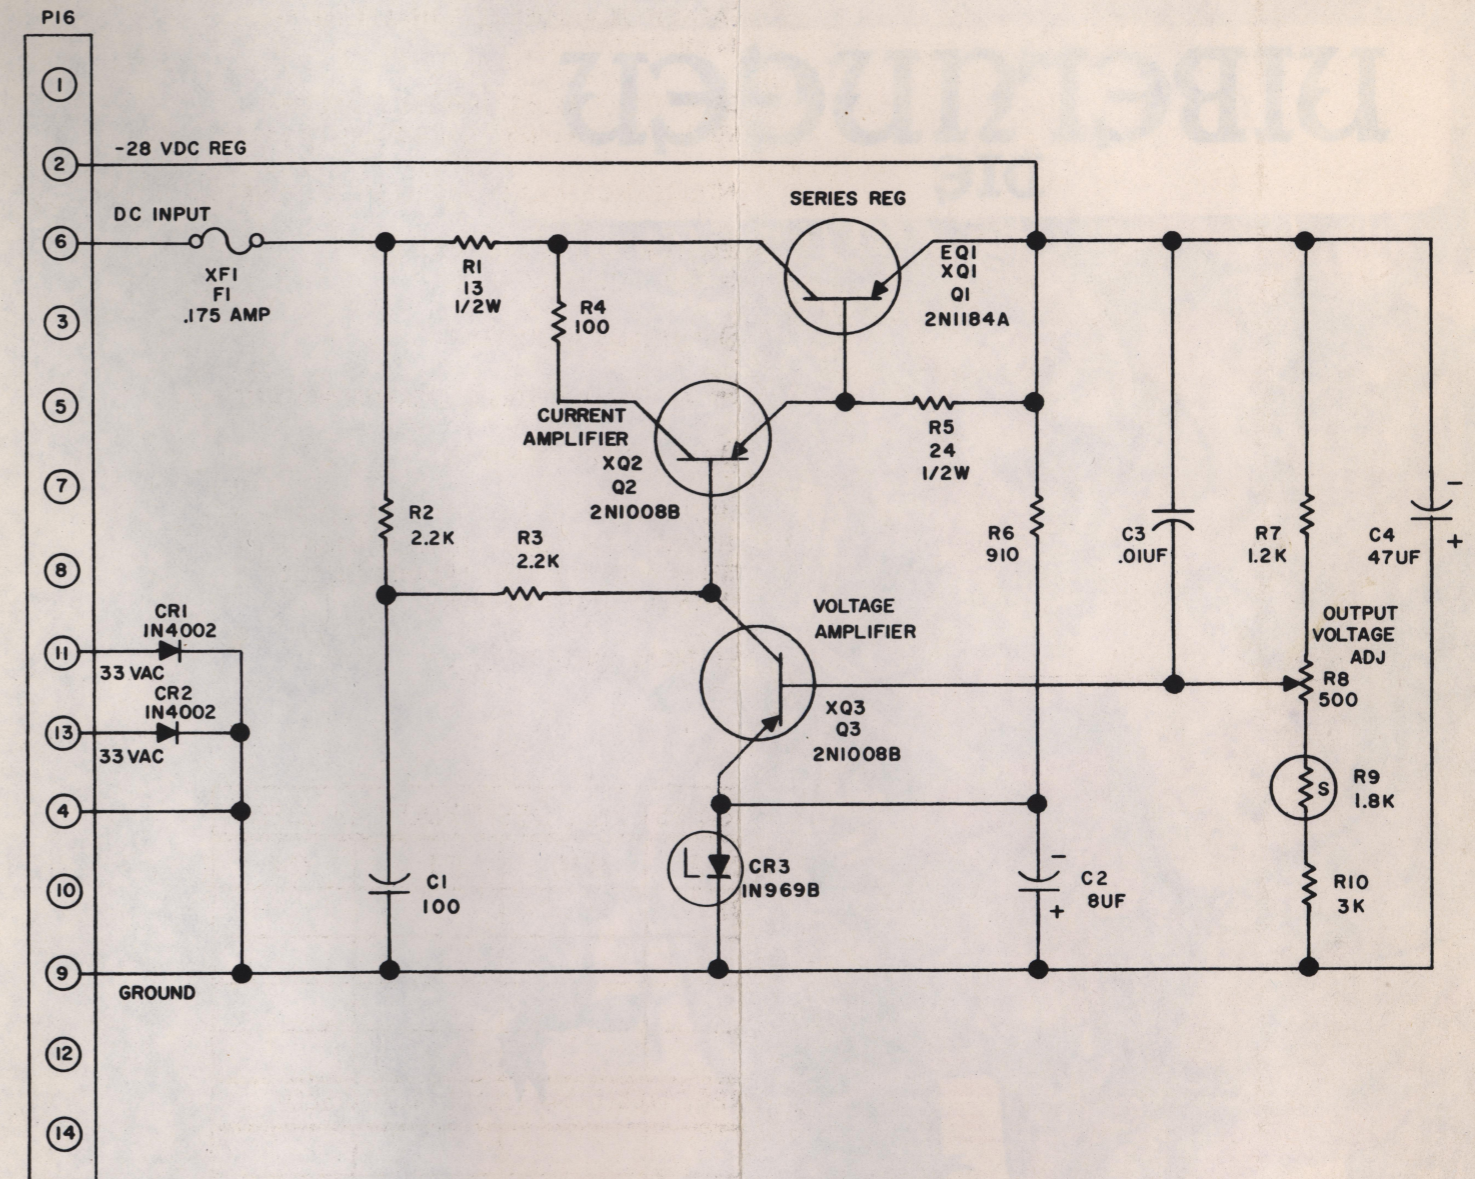 P16
1
2
-28 VDC REG
DC INPUT
6
XF1
F1
.175 AMP
R1
13
1/2W
R4
100
SERIES REG
EQ1
XQ1
Q1
2N1184A
3
5
CURRENT
AMPLIFIER
XQ2
Q2
2N1008B
R5
24
1/2W
7
R2
2.2K
R3
2.2K
R6
910
C3
.01UF
R7
1.2K
C4
47UF
-
+
8
VOLTAGE
AMPLIFIER
OUTPUT
VOLTAGE
ADJ
R8
500
CR1
1N4002
11
33 VAC
CR2
1N4002
13
33 VAC
XQ3
Q3
2N1008B
S
R9
1.8K
4
L
CR3
1N969B
C1
100
-
C2
8UF
+
R10
3K
10
9
GROUND
12
14